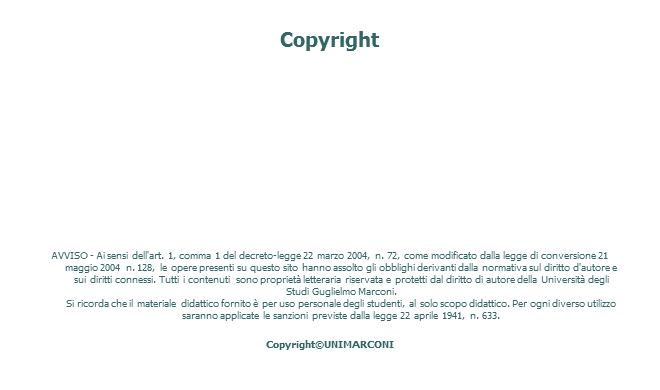 Copyright
AVVISO - Ai sensi dell'art. 1, comma 1 del decreto-legge 22 marzo 2004, n. 72, come modificato dalla legge di conversione 21
maggio 2004 n. 128, le opere presenti su questo sito hanno assolto gli obblighi derivanti dalla normativa sul diritto d'autore e
sui diritti connessi. Tutti i contenuti sono proprietà letteraria riservata e protetti dal diritto di autore della Università degli
Studi Guglielmo Marconi.
Si ricorda che il materiale didattico fornito è per uso personale degli studenti, al solo scopo didattico. Per ogni diverso utilizzo
saranno applicate le sanzioni previste dalla legge 22 aprile 1941, n. 633.
Copyright©UNIMARCONI